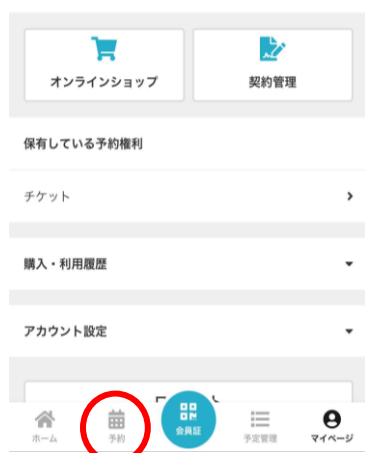 オンラインショップ
契約管理
保有している予約権利
チケット
購入・利用履歴
アカウント設定
ホーム
予約
会員証
予定管理
マイページ